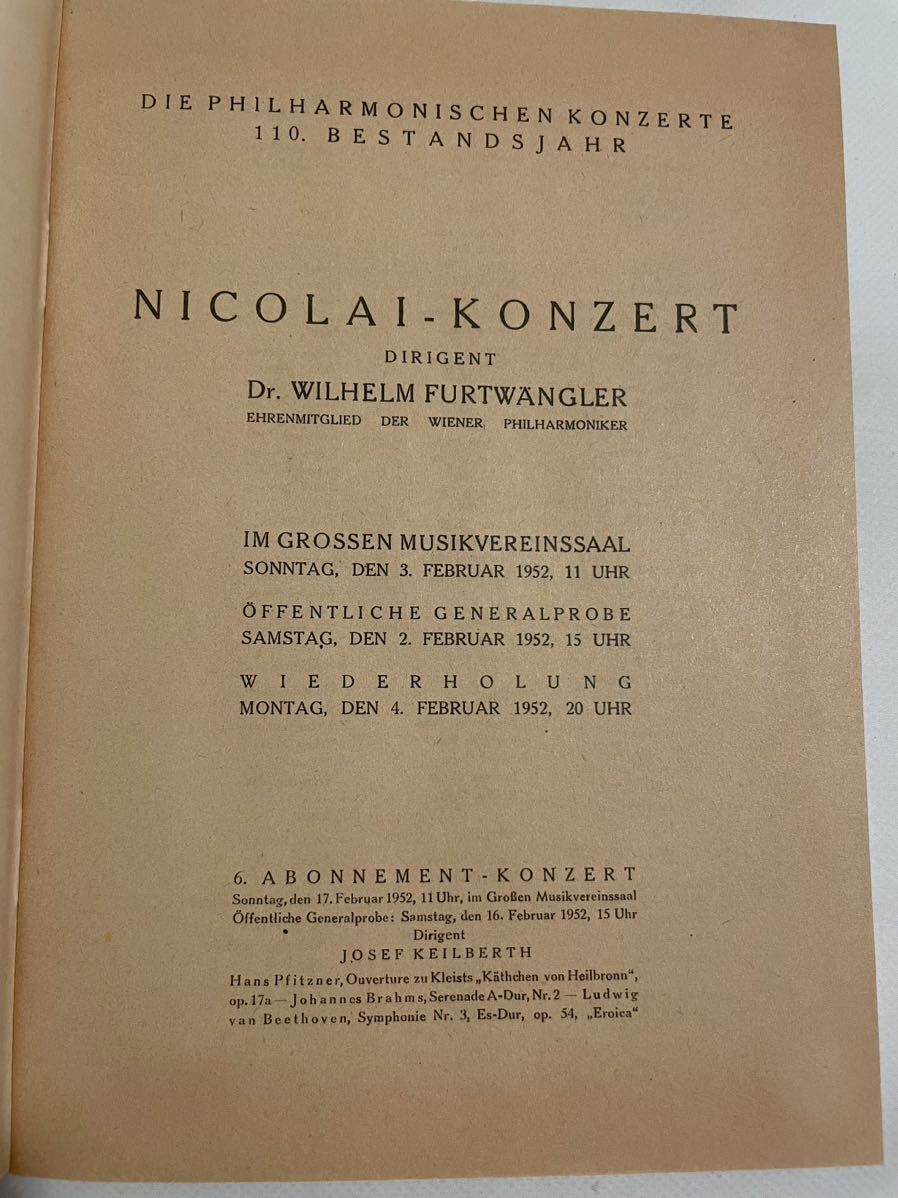 DIE PHILHARMONISCHEN KONZERTE
110. BESTANDSJAHR
NICOLAI-KONZERT
DIRIGENT
Dr. WILHELM FURTWÄNGLER
EHRENMITGLIED DER WIENER PHILHARMONIKER
IM GROSSEN MUSIKVEREINSSAAL
SONNTAG, DEN 3. FEBRUAR 1952, 11 UHR
ÖFFENTLICHE GENERALPROBE
SAMSTAG, DEN 2. FEBRUAR 1952, 15 UHR
WIEDERHOLUNG
MONTAG, DEN 4. FEBRUAR 1952, 20 UHR
6. ABONNEMENT-KONZERT
Sonntag, den 17. Februar 1952, 11 Uhr, im Großen Musikvereinssaal
Öffentliche Generalprobe: Samstag, den 16. Februar 1952, 15 Uhr
Dirigent
JOSEF KEILBERTH
Hans Pfitzner, Ouverture zu Kleists „Käthchen von Heilbronn“,
op. 17a — Johannes Brahms, Serenade A-Dur, Nr. 2 — Ludwig
van Beethoven, Symphonie Nr. 3, Es-Dur, op. 54, „Eroica“